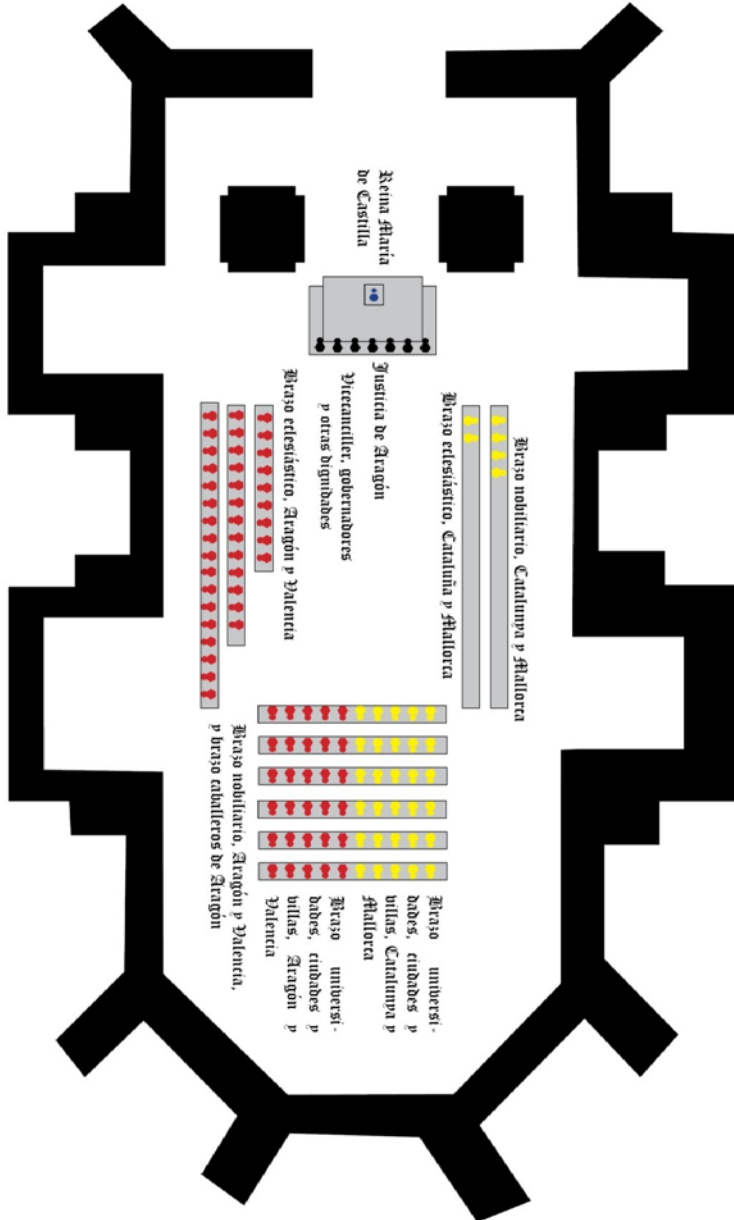 Reina María
de Castilla
Justicia de Aragón
Vicecanciller, gobernadores
y otras dignidades
Brazo nobiliario, Catalunya y Mallorca
Brazo eclesiástico, Cataluña y Mallorca
Brazo eclesiástico, Aragón y Valencia
Brazo nobiliario, Aragón y Valencia,
y brazo caballeros de Aragón
Brazo universi-
dades, ciudades y
villas, Catalunya y
Mallorca
Brazo universi-
dades, ciudades y
villas, Aragón y
Valencia